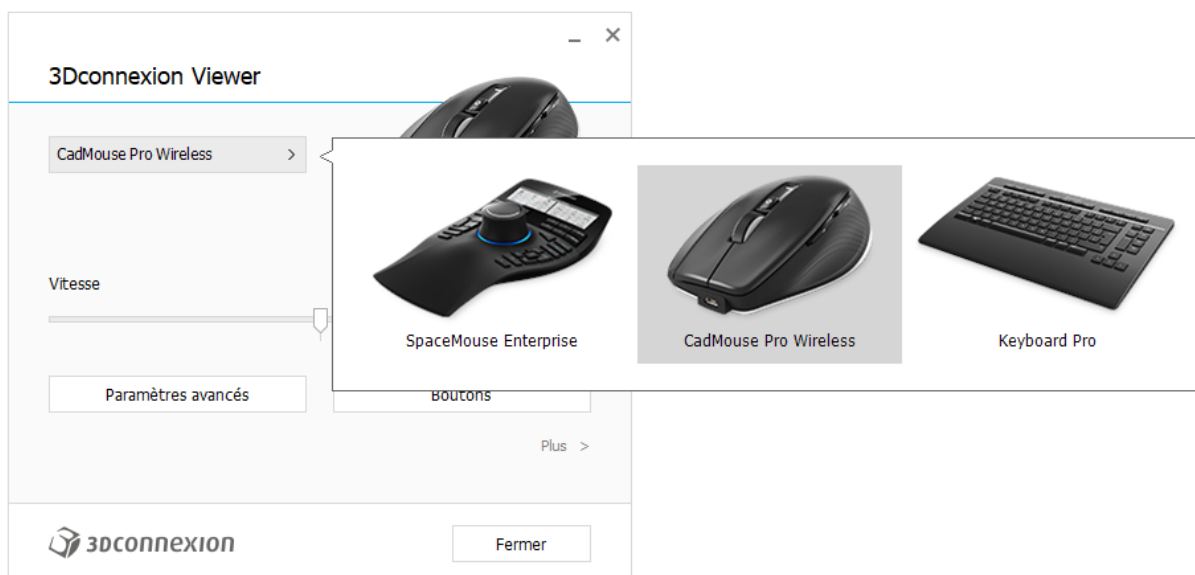 3Dconnexion Viewer
CadMouse Pro Wireless >
SpaceMouse Enterprise
CadMouse Pro Wireless
Keyboard Pro
Vitesse
Paramètres avancés
Boutons
Plus >
3Dconnexion
Fermer